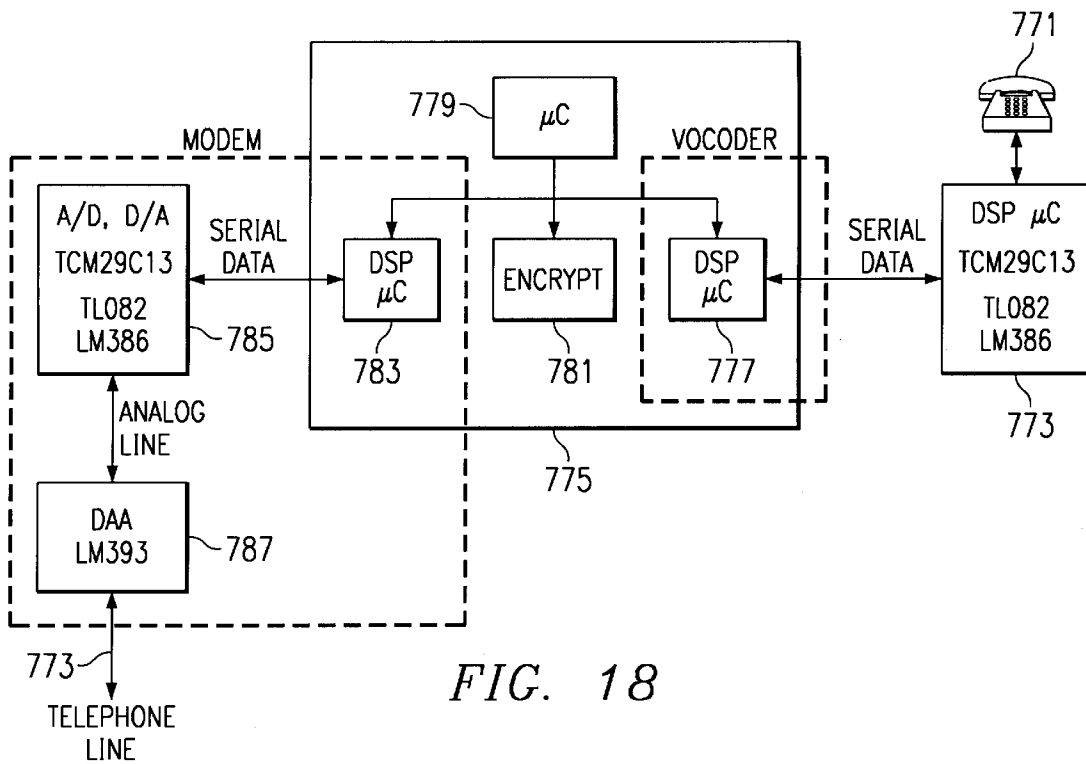 771
779
μC
MODEM
VOCODER
A/D, D/A
TCM29C13
TL082
LM386
785
SERIAL
DATA
DSP
μC
783
ENCRYPT
781
DSP
μC
777
SERIAL
DATA
DSP μC
TCM29C13
TL082
LM386
773
775
ANALOG
LINE
DAA
LM393
787
773
TELEPHONE
LINE
FIG. 18